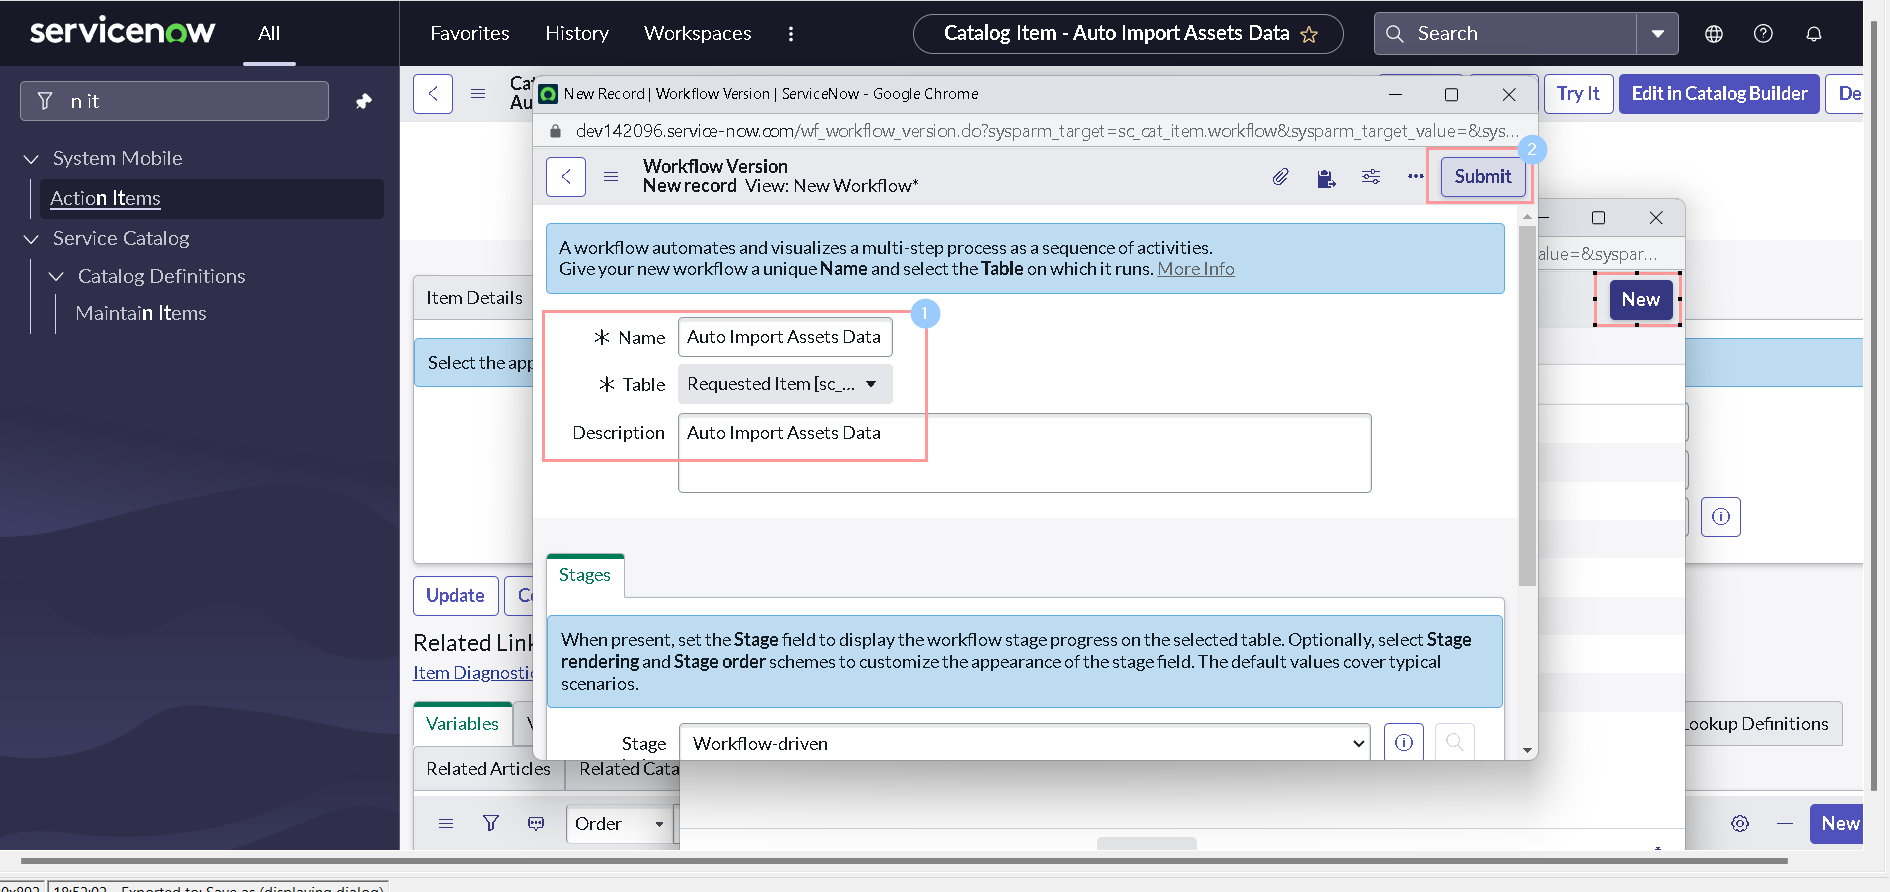 servicenow
All
Favorites
History
Workspaces
Catalog Item - Auto Import Assets Data
Search
n it
System Mobile
Action Items
Service Catalog
Catalog Definitions
Maintain Items
Try It
Edit in Catalog Builder
New Record | Workflow Version | ServiceNow - Google Chrome
dev142096.service-now.com/wf_workflow_version.do?sysparm_target=sc_cat_item.workflow&sysparm_target_value=&sys...
Workflow Version
New record View: New Workflow*
Submit
2
A workflow automates and visualizes a multi-step process as a sequence of activities.
Give your new workflow a unique Name and select the Table on which it runs. More Info
1
Name
Auto Import Assets Data
Table
Requested Item [sc_...
Description
Auto Import Assets Data
Stages
When present, set the Stage field to display the workflow stage progress on the selected table. Optionally, select Stage
rendering and Stage order schemes to customize the appearance of the stage field. The default values cover typical
scenarios.
Stage
Workflow-driven
alue=&syspar...
New
Item Details
Select the app
Update
Related Link
Item Diagnostic
Variables
Lookup Definitions
Related Articles
Related Cata
Order
New
18:52:02 Exported to: Save as (displaying dialog)